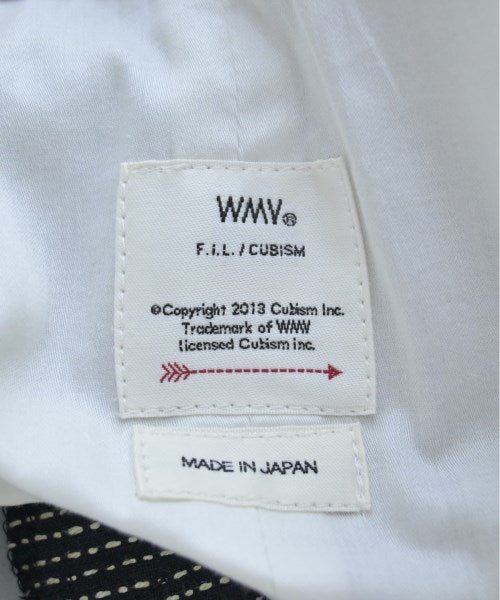 WMV®
F.i.L. / CUBISM
©Copyright 2013 Cubism Inc.
Trademark of WMV
licensed Cubism inc.
MADE IN JAPAN